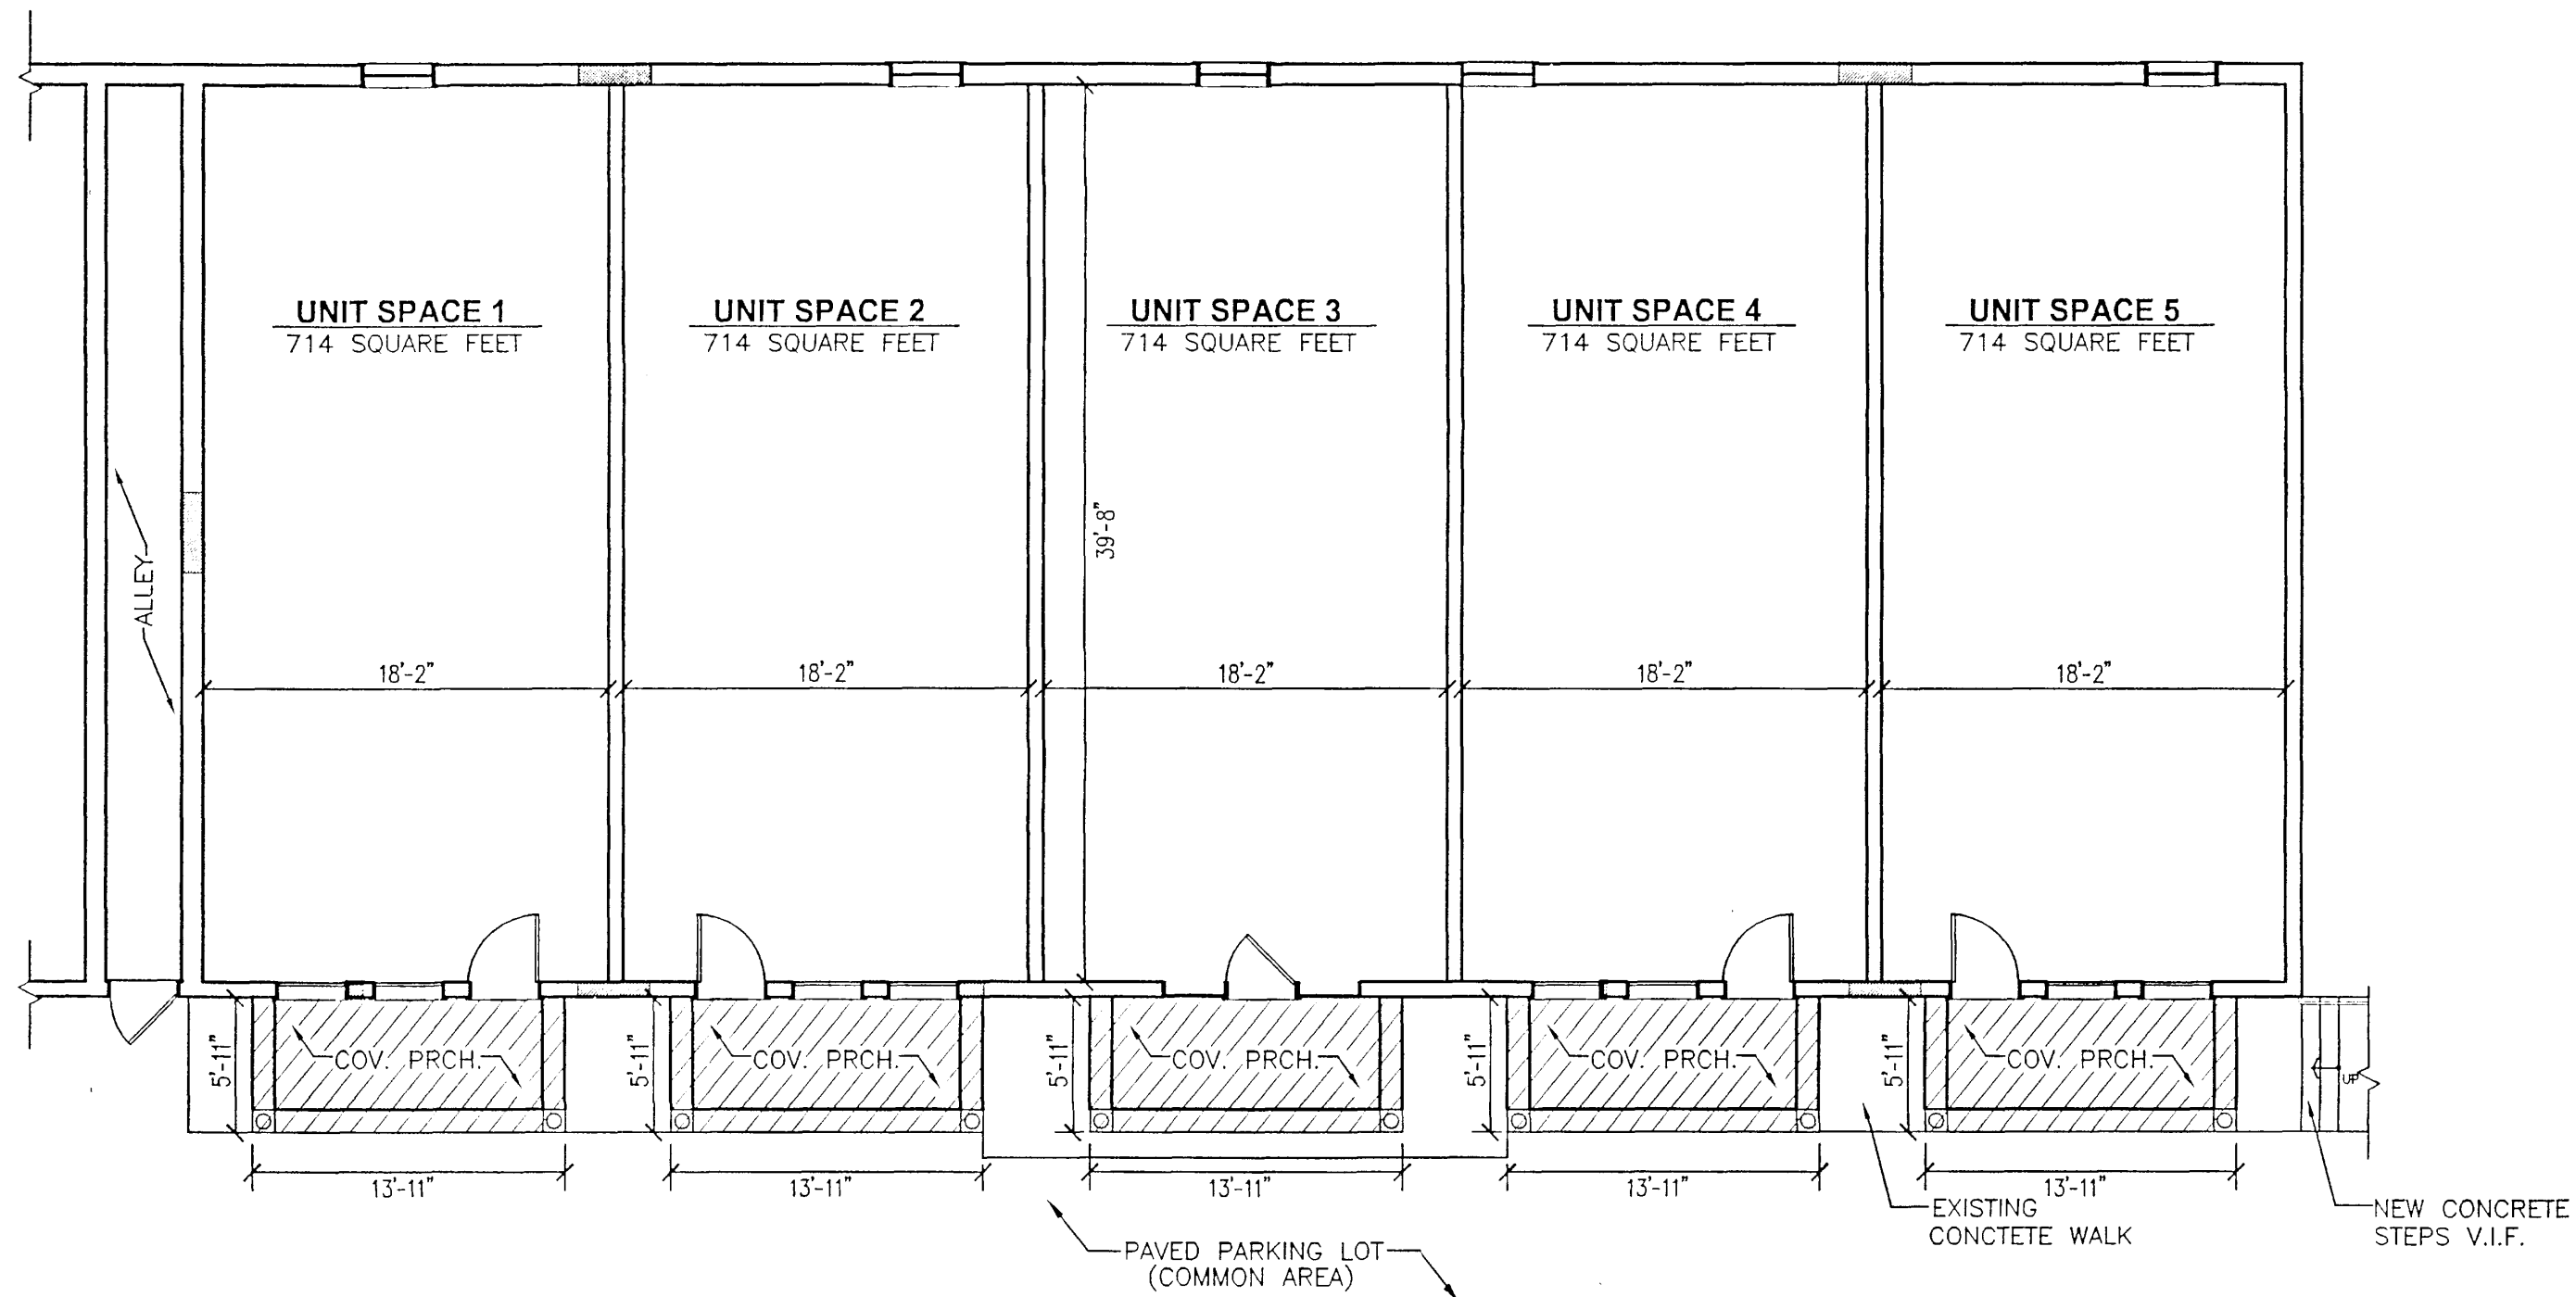 UNIT SPACE 1
714 SQUARE FEET
UNIT SPACE 2
714 SQUARE FEET
UNIT SPACE 3
714 SQUARE FEET
UNIT SPACE 4
714 SQUARE FEET
UNIT SPACE 5
714 SQUARE FEET
39'-8"
ALLEY
18'-2"
18'-2"
18'-2"
18'-2"
18'-2"
5'-11"
COV. PRCH.
5'-11"
COV. PRCH.
5'-11"
COV. PRCH.
5'-11"
COV. PRCH.
5'-11"
COV. PRCH.
UP
13'-11"
13'-11"
13'-11"
13'-11"
13'-11"
EXISTING
CONCTETE WALK
NEW CONCRETE
STEPS V.I.F.
PAVED PARKING LOT
(COMMON AREA)